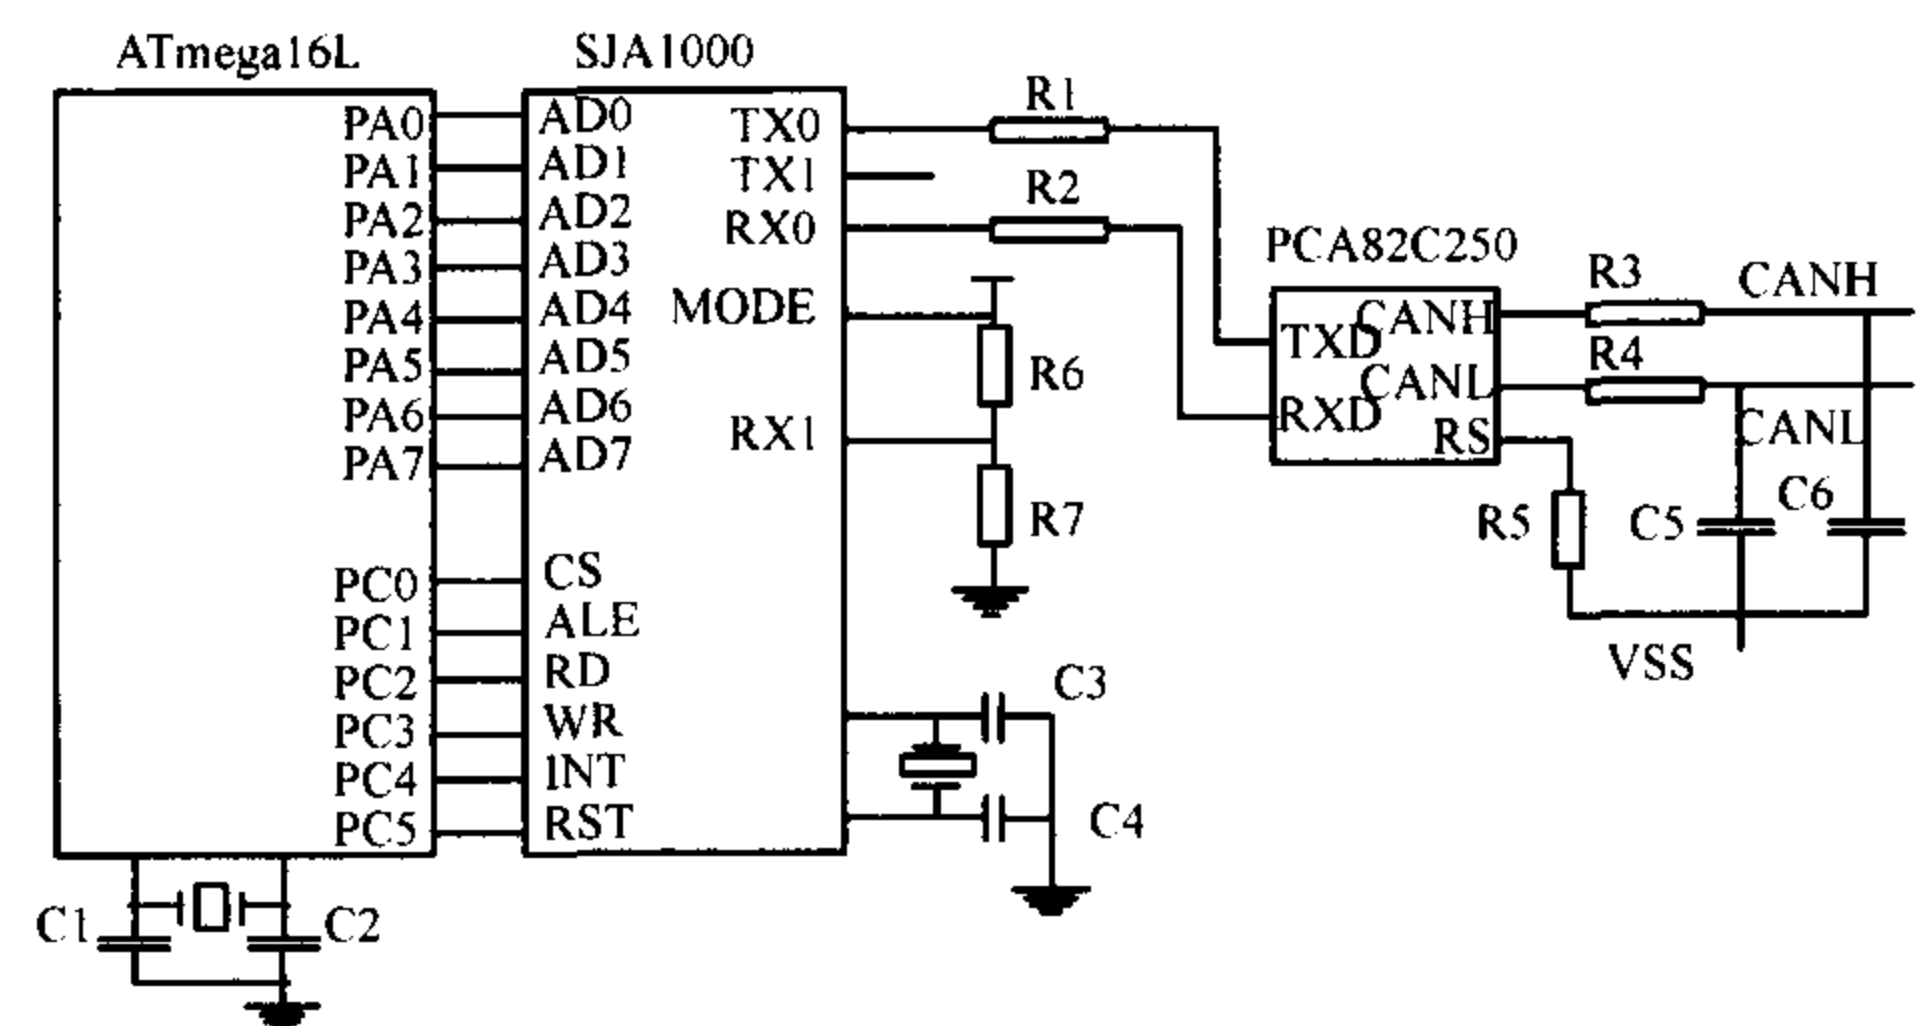 ATmega16L
PA0
PA1
PA2
PA3
PA4
PA5
PA6
PA7
PC0
PC1
PC2
PC3
PC4
PC5
C1
C2
SJA1000
AD0
AD1
AD2
AD3
AD4
AD5
AD6
AD7
CS
ALE
RD
WR
INT
RST
TX0
TX1
RX0
MODE
RX1
R1
R2
R6
R7
C3
C4
PCA82C250
TXD
RXD
CANH
CANL
RS
R3
CANH
R4
CANL
R5
C5
C6
VSS